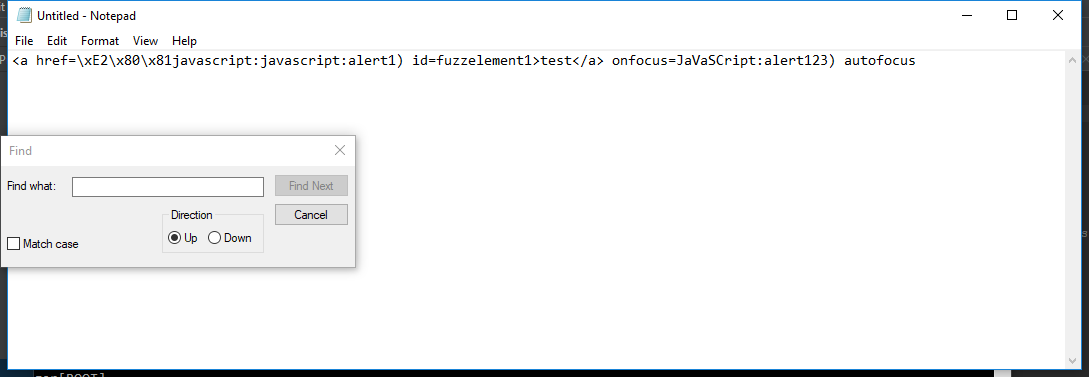 Untitled - Notepad
File Edit Format View Help
<a href=\xE2\x80\x81javascript:javascript:alert1) id=fuzzelement1>test</a> onfocus=JaVaSCript:alert123) autofocus
Find
Find what:
Find Next
Direction
Cancel
Up Down
Match case